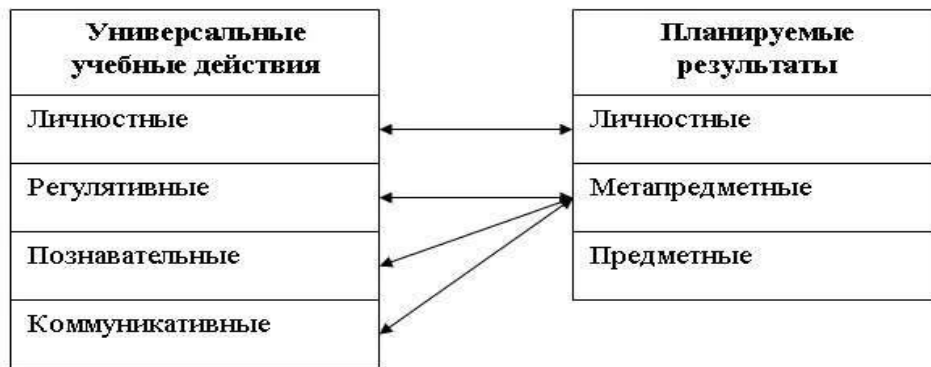 Универсальные
учебные действия
Личностные
Регулятивные
Познавательные
Коммуникативные
Планируемые
результаты
Личностные
Метапредметные
Предметные